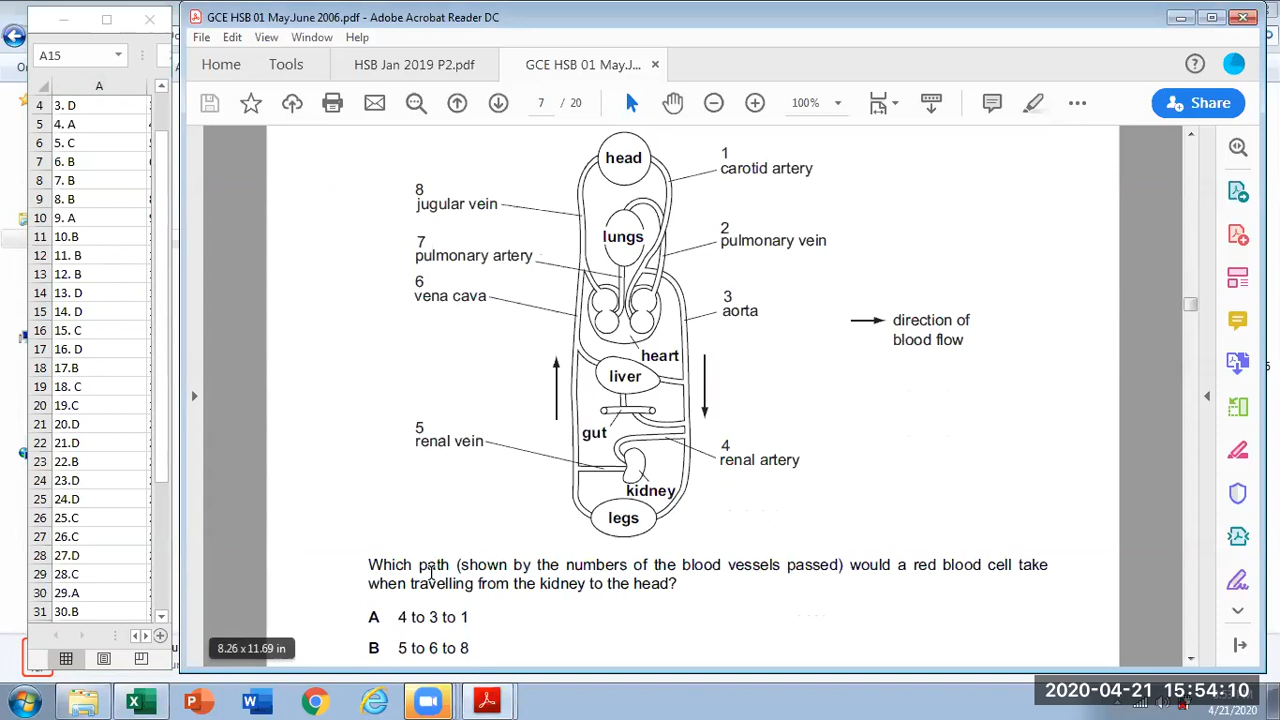 GCE HSB 01 May.June 2006.pdf - Adobe Acrobat Reader DC
File Edit View Window Help
Home Tools HSB Jan 2019 P2.pdf GCE HSB 01 May.J... ×
7 / 20
100%
Share
A15
A
4 3. D
5 4. A
6 5. C
7 6. B
8 7. B
9 8. B
10 9. A
11 10.B
12 11. B
13 12. B
14 13. D
15 14. D
16 15. C
17 16. D
18 17.B
19 18. C
20 19.C
21 20.D
22 21.D
23 22.B
24 23.D
25 24.D
26 25.C
27 26.C
28 27.D
29 28.C
30 29.A
31 30.B
head
1
carotid artery
8
jugular vein
lungs
2
pulmonary vein
7
pulmonary artery
6
vena cava
3
aorta
direction of
blood flow
heart
liver
gut
5
renal vein
4
renal artery
kidney
legs
Which path (shown by the numbers of the blood vessels passed) would a red blood cell take
when travelling from the kidney to the head?
A 4 to 3 to 1
B 5 to 6 to 8
8.26 x 11.69 in
2020-04-21 15:54:10
4/21/2020